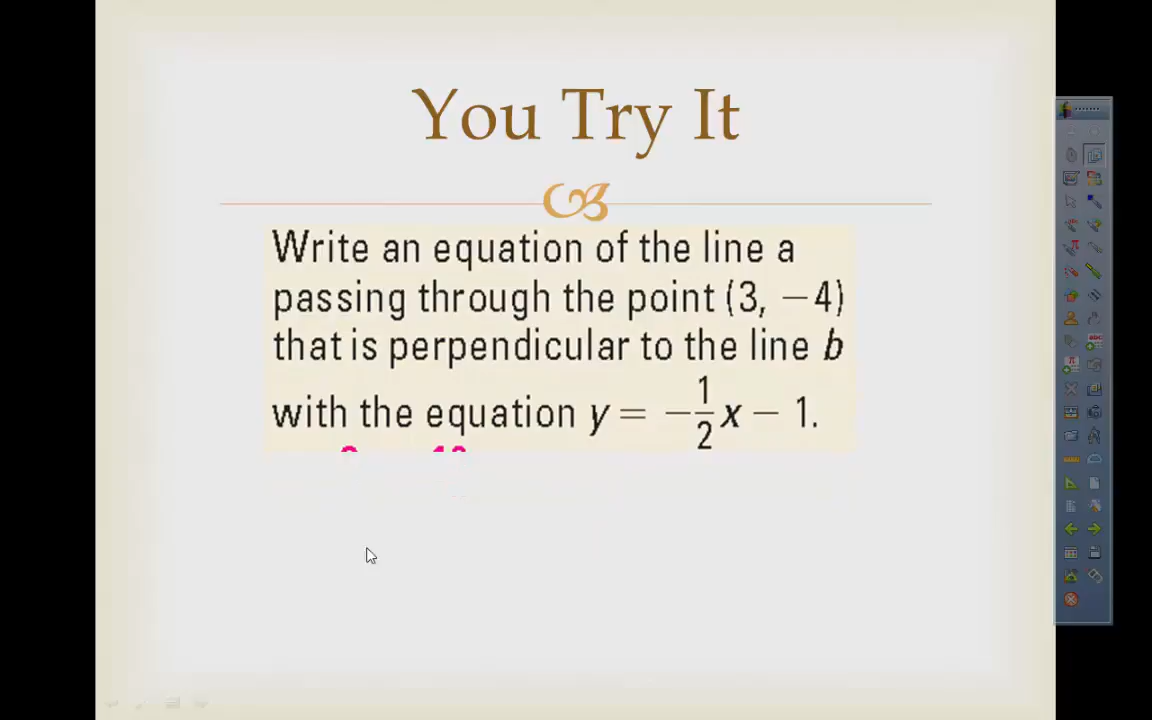 You Try It
Write an equation of the line a
passing through the point (3, −4)
that is perpendicular to the line b
with the equation y = −1/2x − 1.